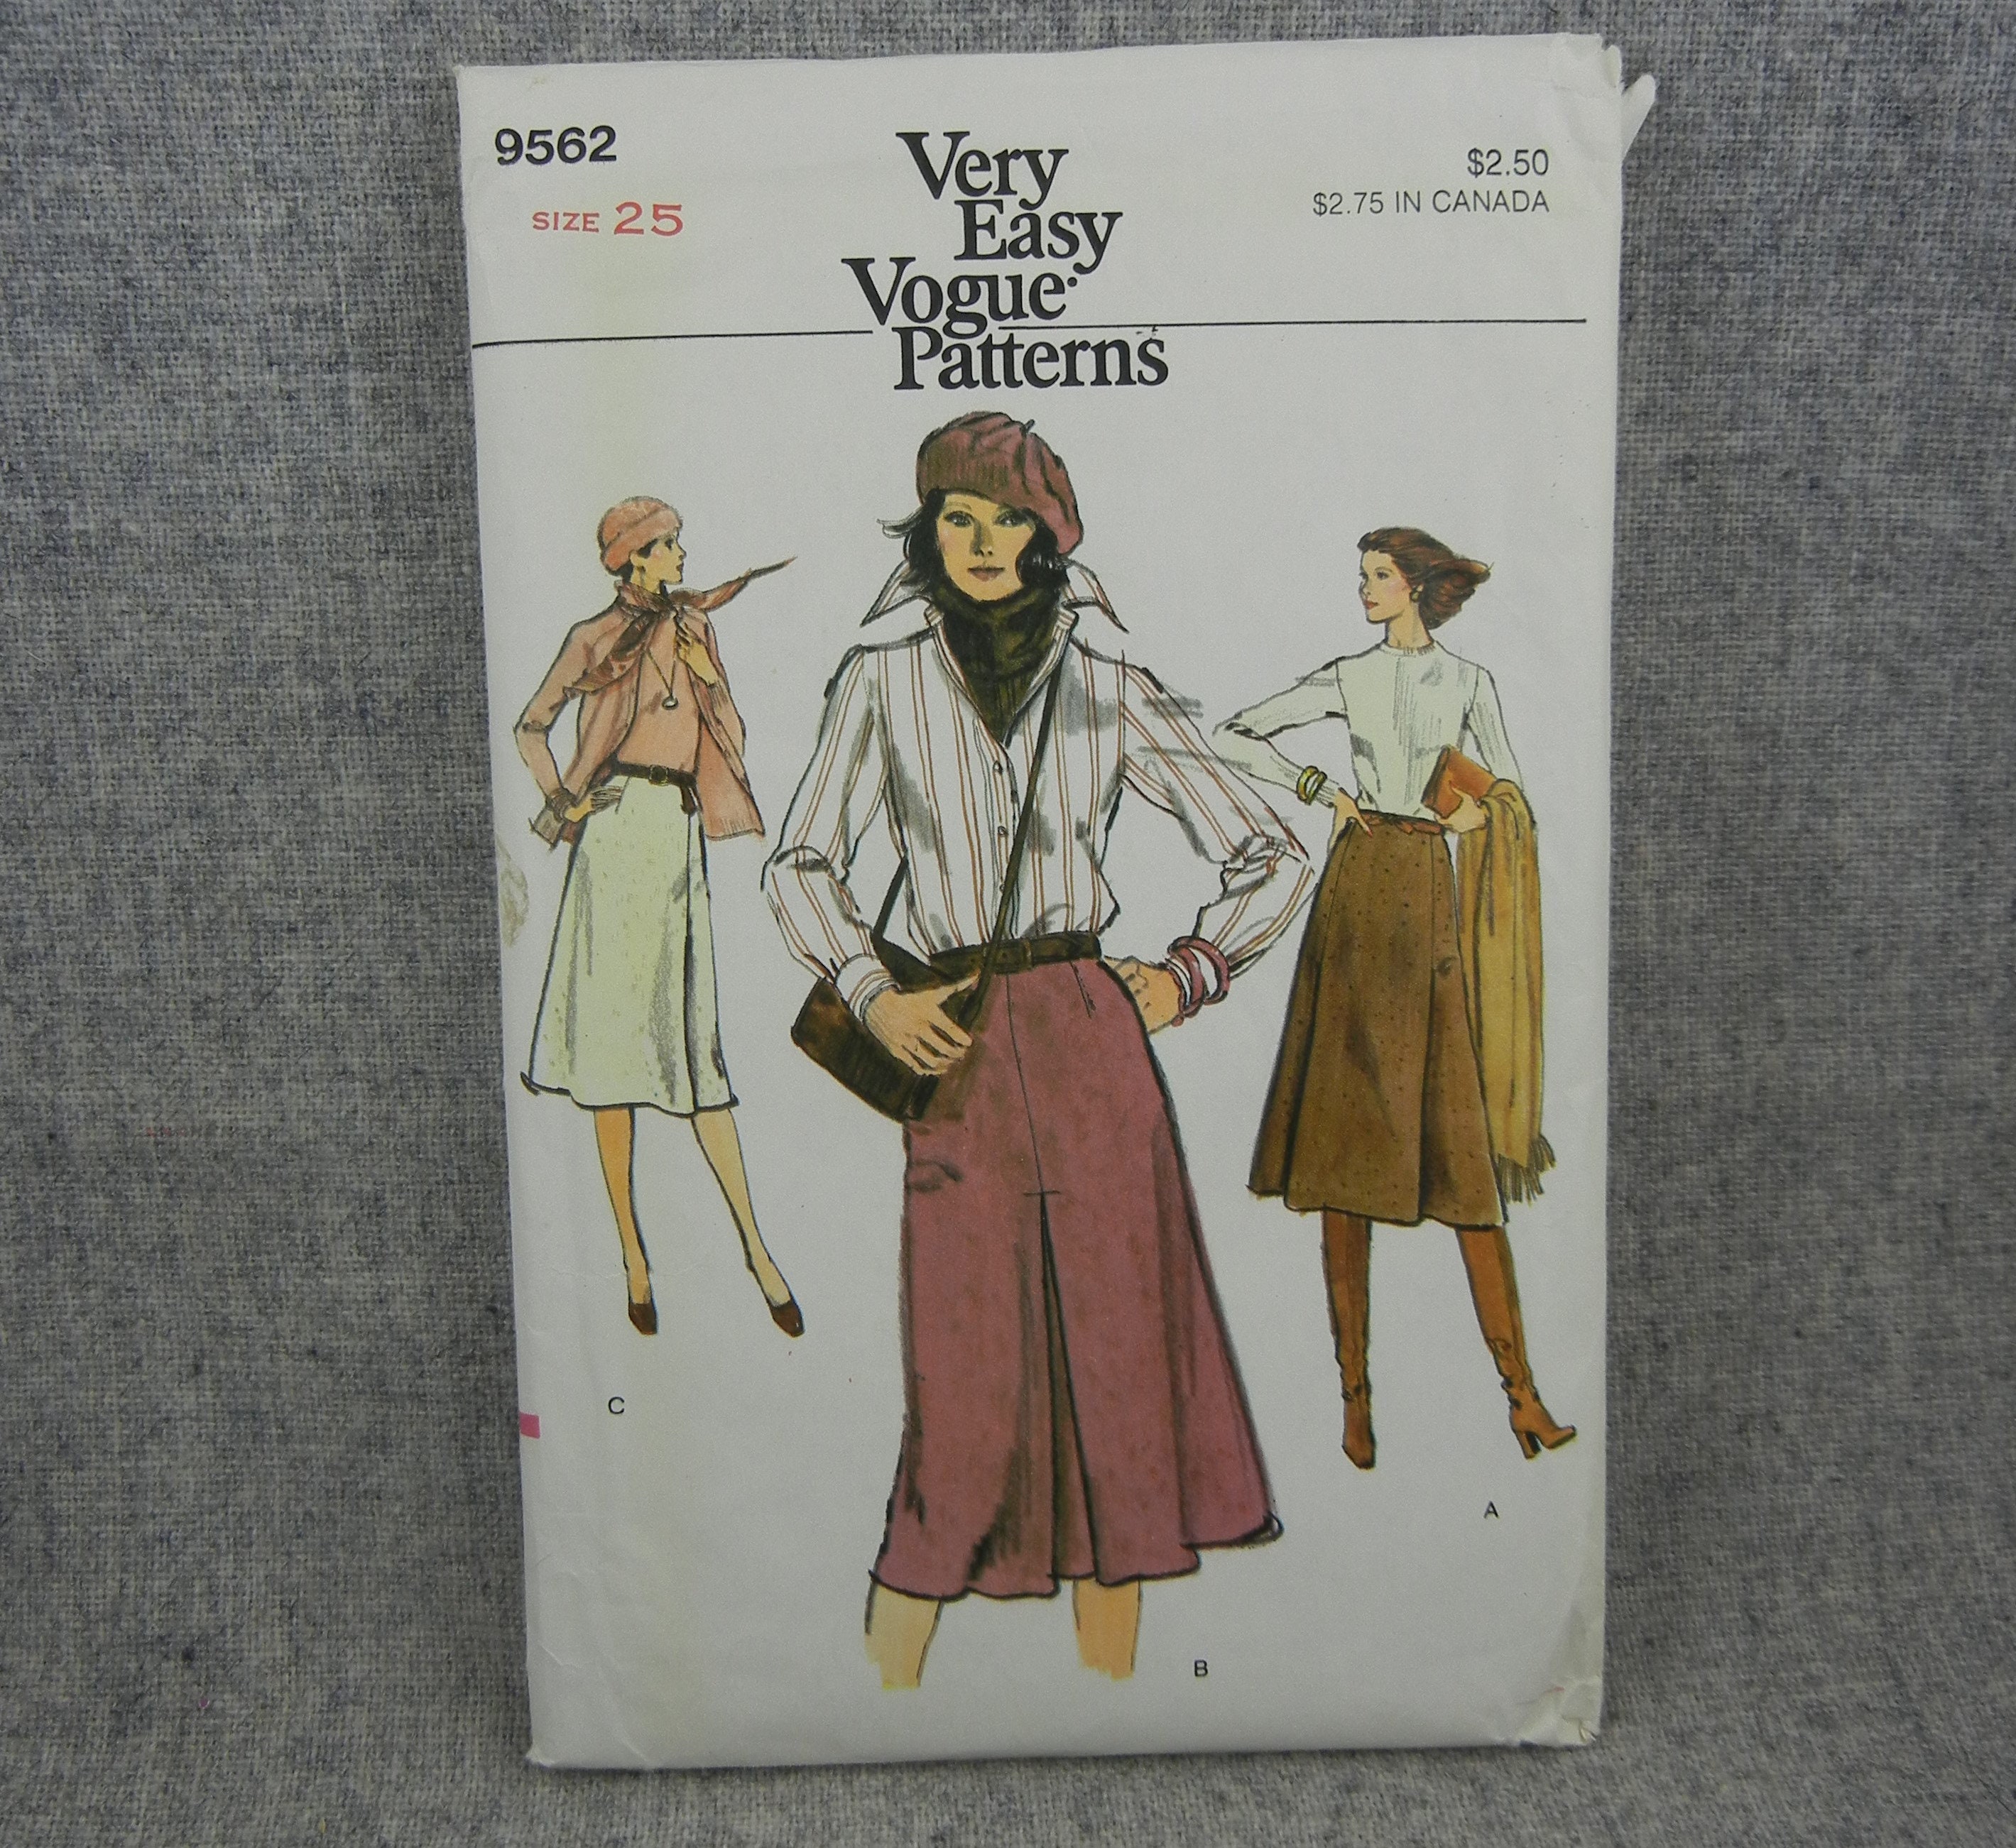 9562
SIZE 25
Very
Easy
Vogue
Patterns
$2.50
$2.75 IN CANADA
C
B
A